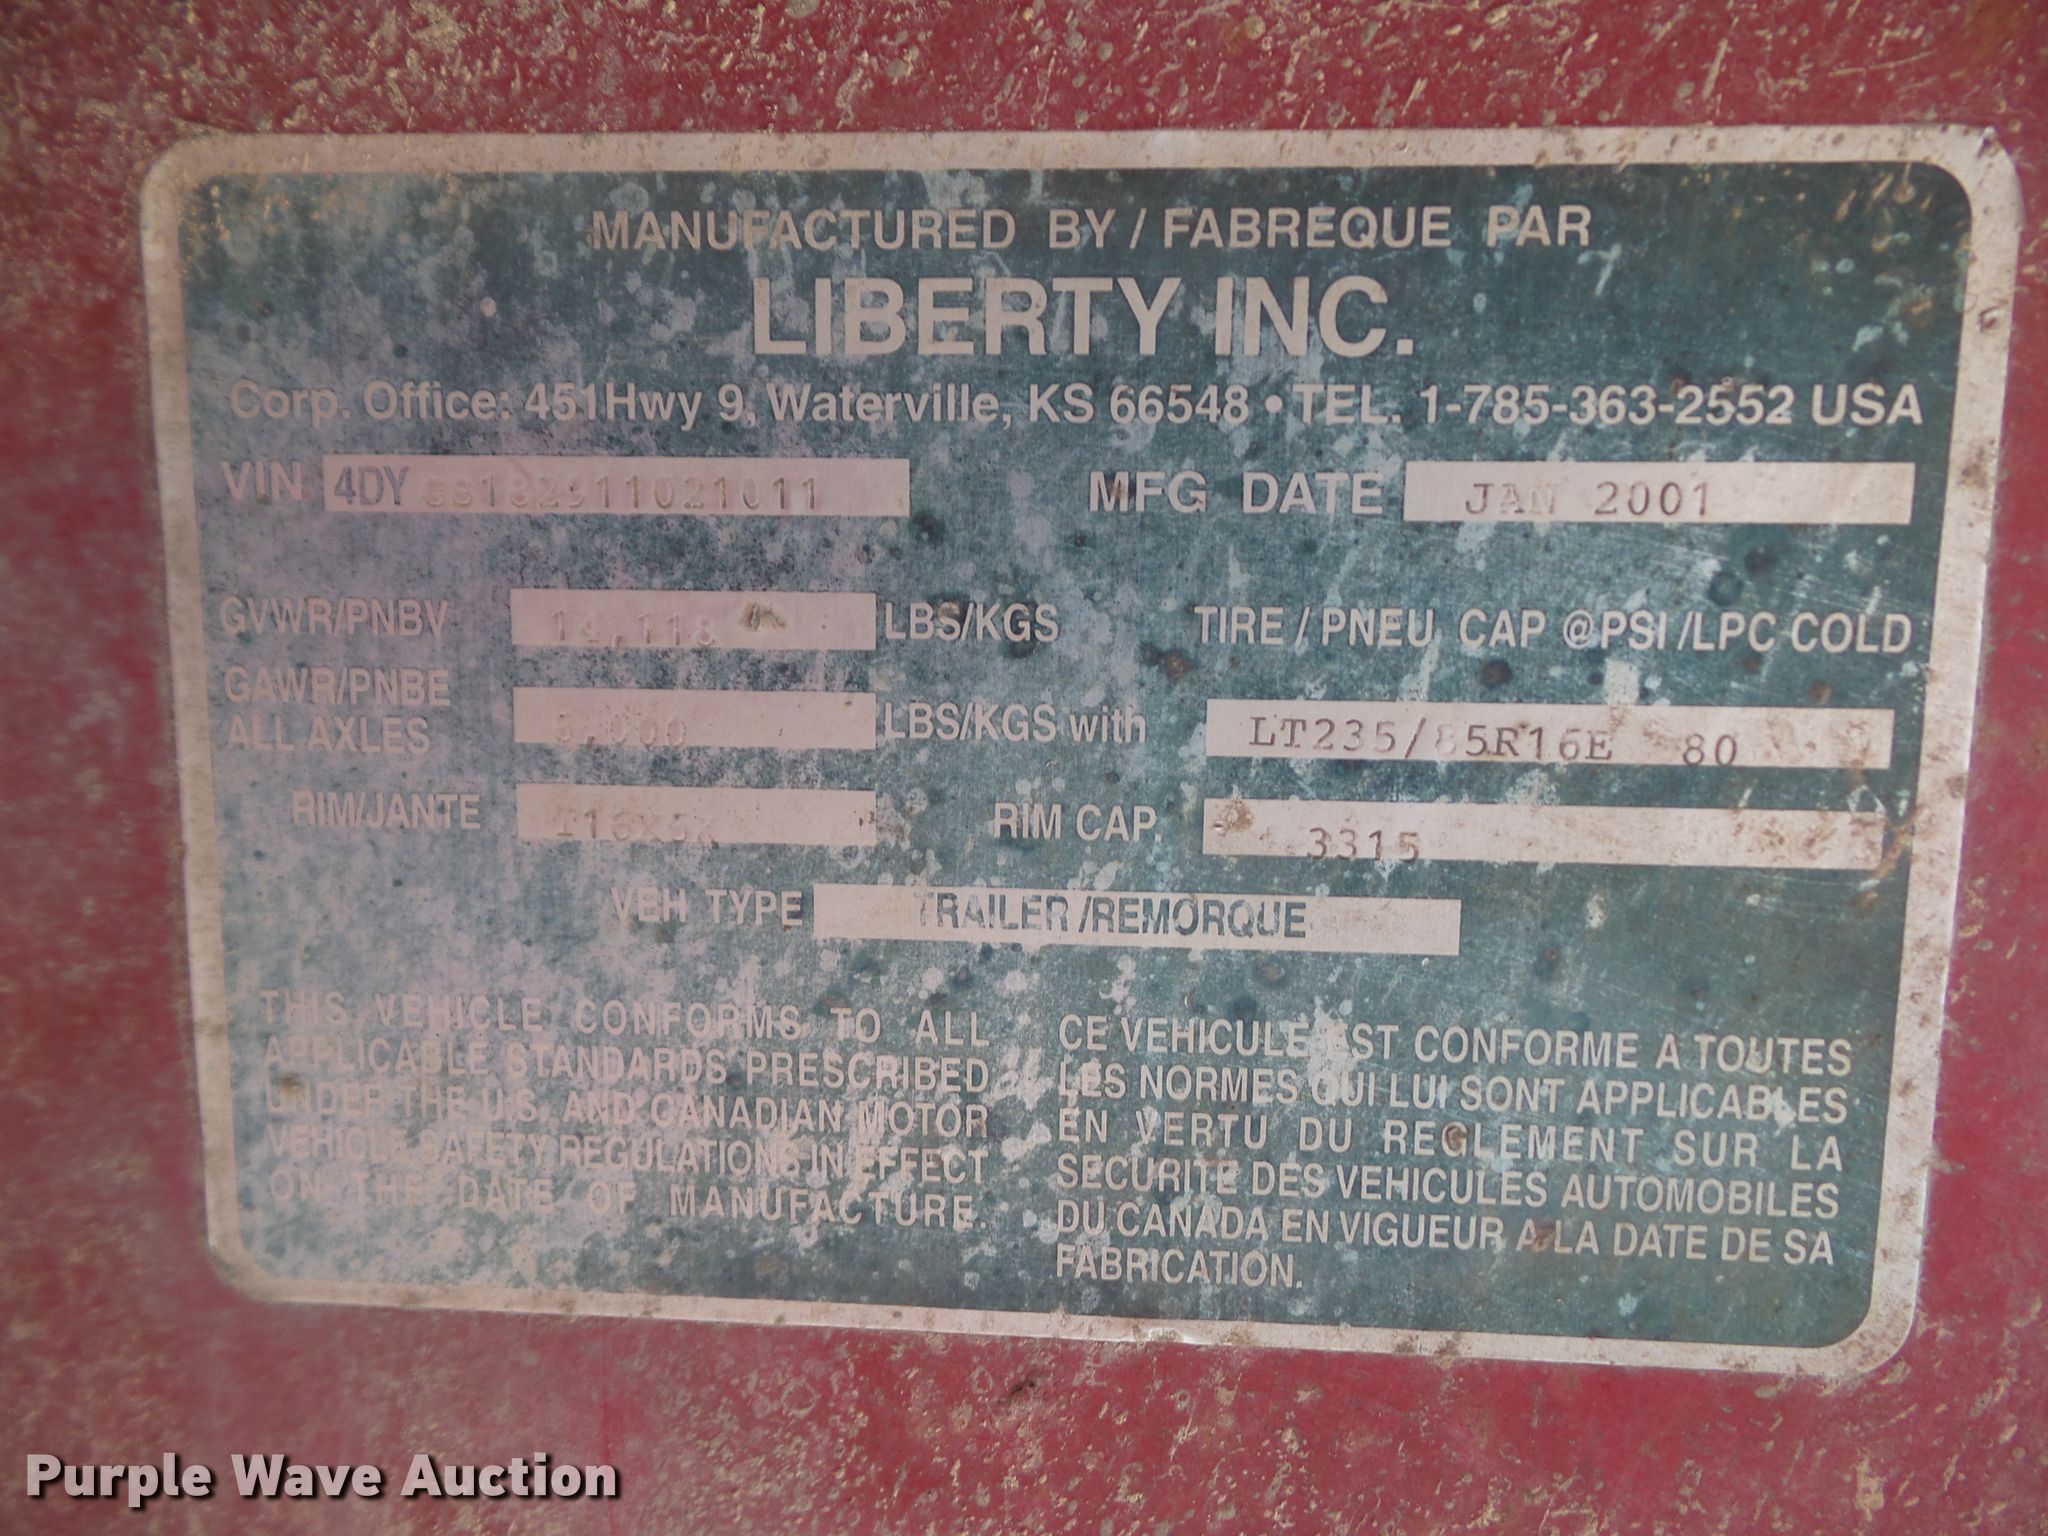 MANUFACTURED BY / FABREQUE PAR
LIBERTY INC.
Corp. Office: 451Hwy 9, Waterville, KS 66548 • TEL. 1-785-363-2552 USA
VIN 4DY MFG DATE JAN 2001
GVWR/PNBV 14,118 LBS/KGS TIRE / PNEU CAP @PSI /LPC COLD
GAWR/PNBE
ALL AXLES LBS/KGS with LT235/85R16E 80
RIM/JANTE RIM CAP. 3315
VEH TYPE TRAILER /REMORQUE
THIS VEHICLE CONFORMS TO ALL
APPLICABLE STANDARDS PRESCRIBED
UNDER THE U.S. AND CANADIAN MOTOR
VEHICLE SAFETY REGULATIONS IN EFFECT
ON THE DATE OF MANUFACTURE.
CE VEHICULE EST CONFORME A TOUTES
LES NORMES QUI LUI SONT APPLICABLES
EN VERTU DU REGLEMENT SUR LA
SECURITE DES VEHICULES AUTOMOBILES
DU CANADA EN VIGUEUR A LA DATE DE SA
FABRICATION.
Purple Wave Auction